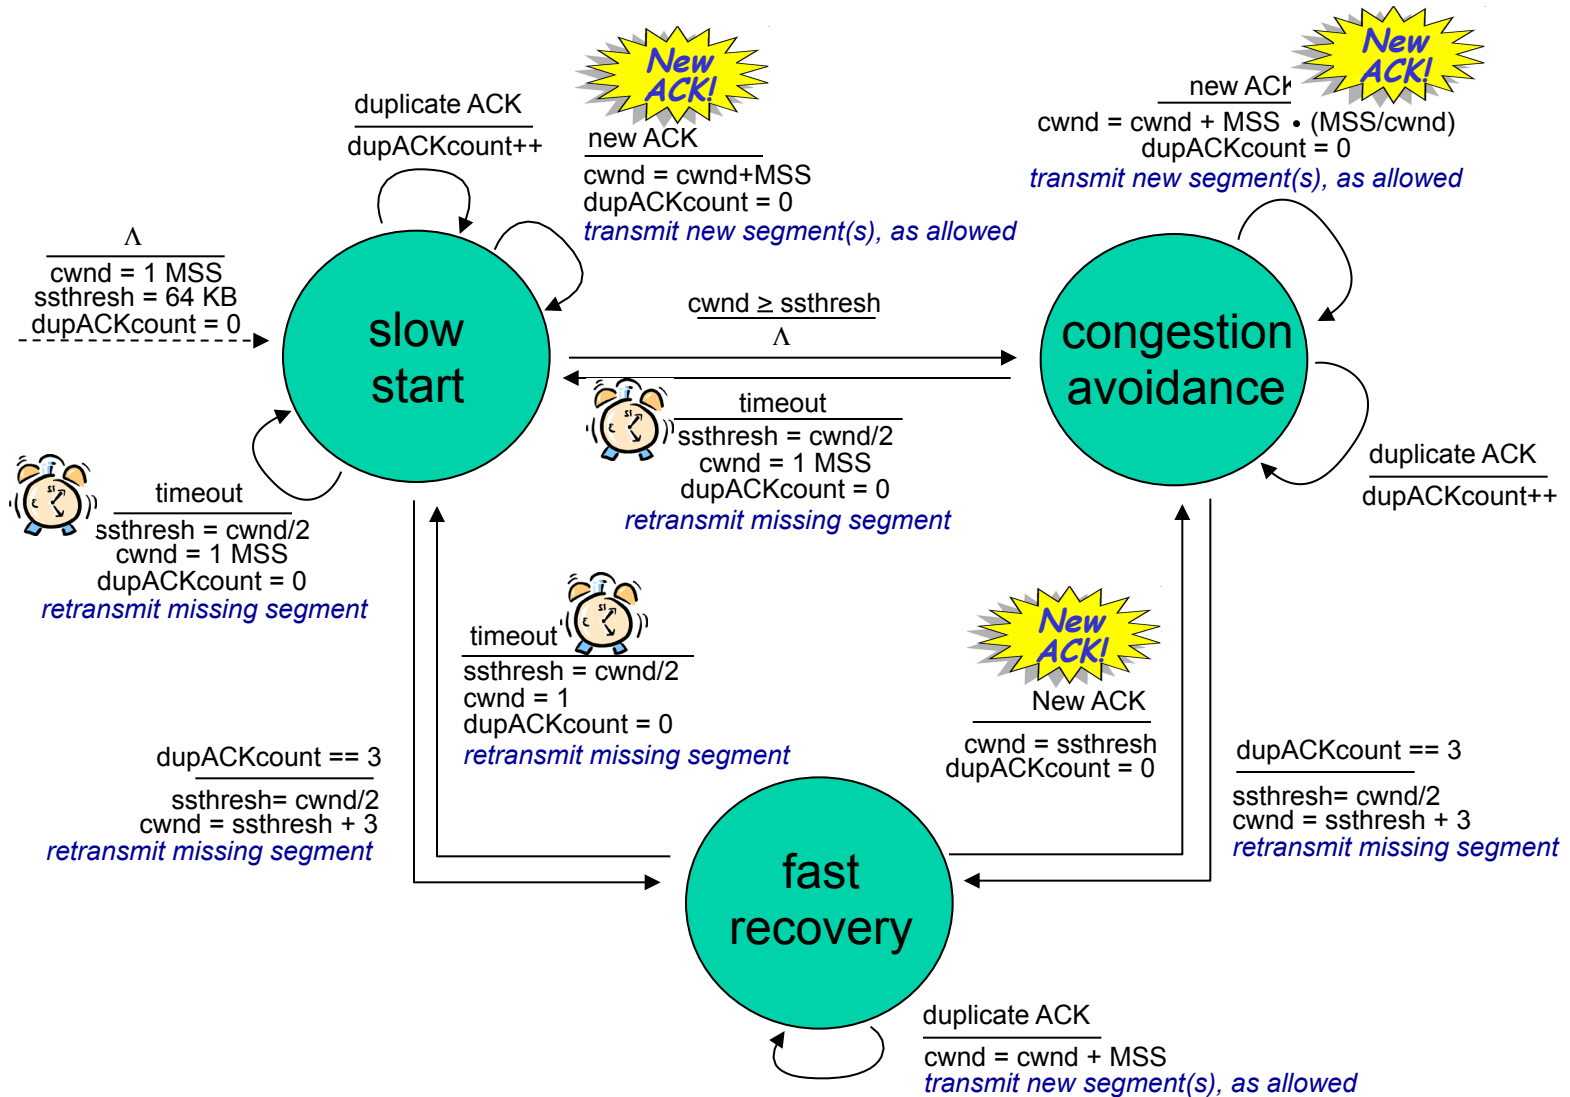 New
ACK!
duplicate ACK
dupACKcount++
new ACK
cwnd = cwnd+MSS
dupACKcount = 0
transmit new segment(s), as allowed
New
ACK!
new ACK
cwnd = cwnd + MSS • (MSS/cwnd)
dupACKcount = 0
transmit new segment(s), as allowed
Λ
cwnd = 1 MSS
ssthresh = 64 KB
dupACKcount = 0
slow
start
cwnd ≥ ssthresh
Λ
congestion
avoidance
timeout
ssthresh = cwnd/2
cwnd = 1 MSS
dupACKcount = 0
retransmit missing segment
duplicate ACK
dupACKcount++
timeout
ssthresh = cwnd/2
cwnd = 1 MSS
dupACKcount = 0
retransmit missing segment
timeout
ssthresh = cwnd/2
cwnd = 1
dupACKcount = 0
retransmit missing segment
New
ACK!
New ACK
cwnd = ssthresh
dupACKcount = 0
dupACKcount == 3
ssthresh= cwnd/2
cwnd = ssthresh + 3
retransmit missing segment
dupACKcount == 3
ssthresh= cwnd/2
cwnd = ssthresh + 3
retransmit missing segment
fast
recovery
duplicate ACK
cwnd = cwnd + MSS
transmit new segment(s), as allowed